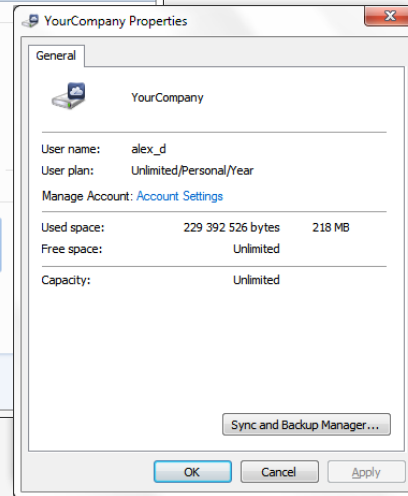 YourCompany Properties
X
General
YourCompany
User name: alex_d
User plan: Unlimited/Personal/Year
Manage Account: Account Settings
Used space: 229 392 526 bytes 218 MB
Free space: Unlimited
Capacity: Unlimited
Sync and Backup Manager...
OK Cancel Apply